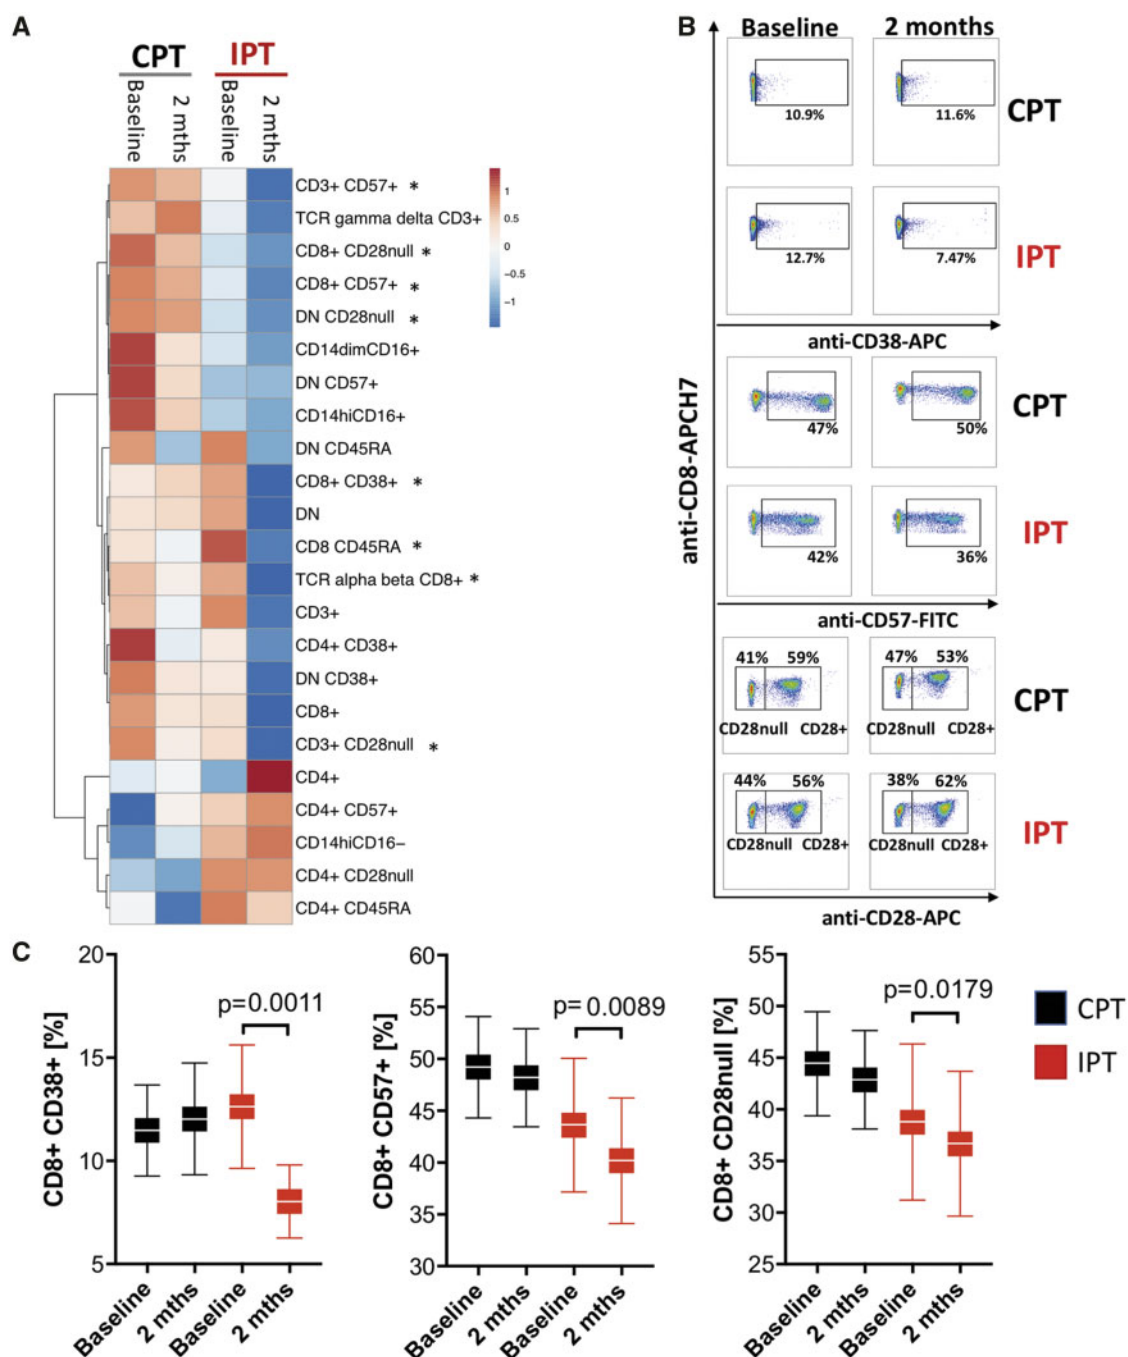 A
CPT IPT
Baseline 2 mths Baseline 2 mths
CD3+ CD57+ *
TCR gamma delta CD3+
CD8+ CD28null *
CD8+ CD57+ *
DN CD28null *
CD14dimCD16+
DN CD57+
CD14hiCD16+
DN CD45RA
CD8+ CD38+ *
DN
CD8 CD45RA *
TCR alpha beta CD8+ *
CD3+
CD4+ CD38+
DN CD38+
CD8+
CD3+ CD28null *
CD4+
CD4+ CD57+
CD14hiCD16−
CD4+ CD28null
CD4+ CD45RA
1
0.5
0
−0.5
−1
B
Baseline 2 months
10.9% 11.6% CPT
12.7% 7.47% IPT
anti-CD38-APC
47% 50% CPT
42% 36% IPT
anti-CD57-FITC
41% 59% 47% 53% CPT
CD28null CD28+ CD28null CD28+
44% 56% 38% 62% IPT
CD28null CD28+ CD28null CD28+
anti-CD28-APC
anti-CD8-APCH7
C
CD8+ CD38+ [%]
20
15
10
5
p=0.0011
Baseline 2 mths Baseline 2 mths
CD8+ CD57+ [%]
60
55
50
45
40
35
30
p= 0.0089
Baseline 2 mths Baseline 2 mths
CD8+ CD28null [%]
55
50
45
40
35
30
25
p=0.0179
Baseline 2 mths Baseline 2 mths
CPT
IPT